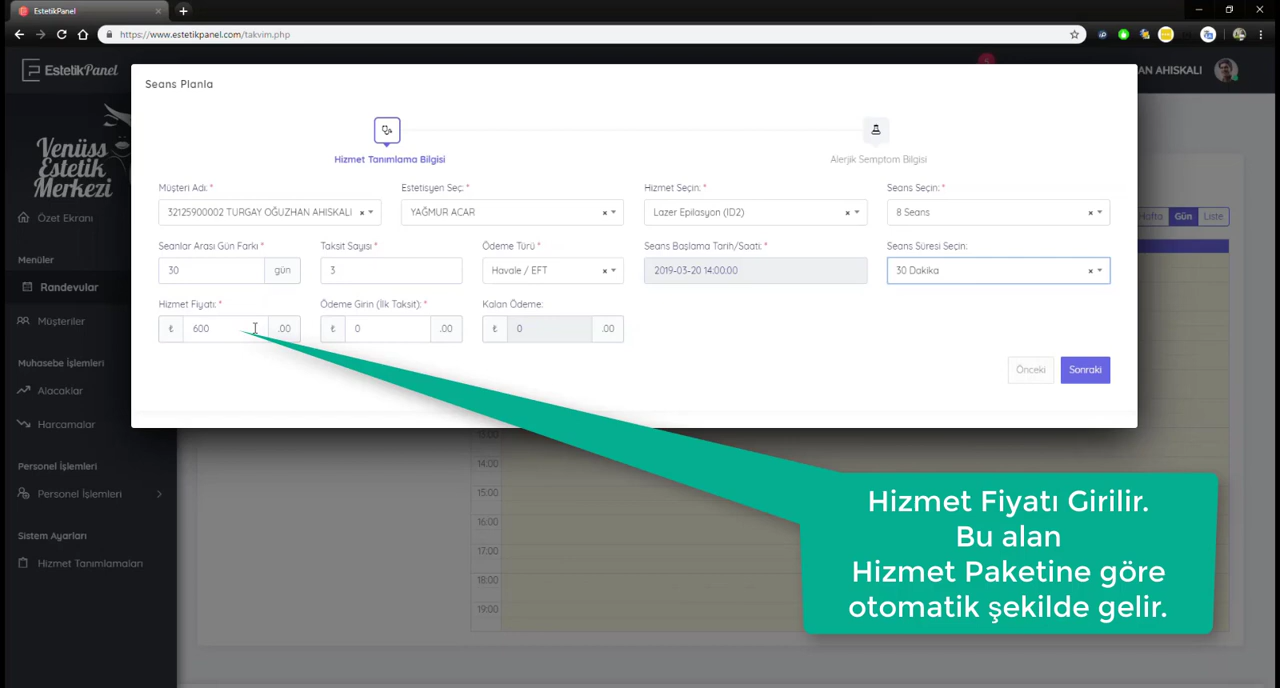 EstetikPanel
https://www.estetikpanel.com/takvim.php
EstetikPanel
AN AHISKALI
Venüss
Estetik
Merkezi
Özet Ekranı
Menüler
Randevular
Müşteriler
Muhasebe İşlemleri
Alacaklar
Harcamalar
Personel İşlemleri
Personel İşlemleri
Sistem Ayarları
Hizmet Tanımlamaları
Seans Planla
Hizmet Tanımlama Bilgisi
Alerjik Semptom Bilgisi
Müşteri Adı: *
Estetisyen Seç: *
Hizmet Seçin: *
Seans Seçin: *
32125900002 TURGAY OĞUZHAN AHISKALI ×
YAĞMUR ACAR ×
Lazer Epilasyon (ID2) ×
8 Seans ×
Seanlar Arası Gün Farkı *
Taksit Sayısı *
Ödeme Türü *
Seans Başlama Tarih/Saati: *
Seans Süresi Seçin:
30 gün
3
Havale / EFT ×
2019-03-20 14:00:00
30 Dakika ×
Hizmet Fiyatı: *
Ödeme Girin (İlk Taksit): *
Kalan Ödeme:
₺ 600 .00
₺ 0 .00
₺ 0 .00
Önceki
Sonraki
Hafta
Gün
Liste
13:00
14:00
15:00
16:00
17:00
18:00
19:00
Hizmet Fiyatı Girilir.
Bu alan
Hizmet Paketine göre
otomatik şekilde gelir.